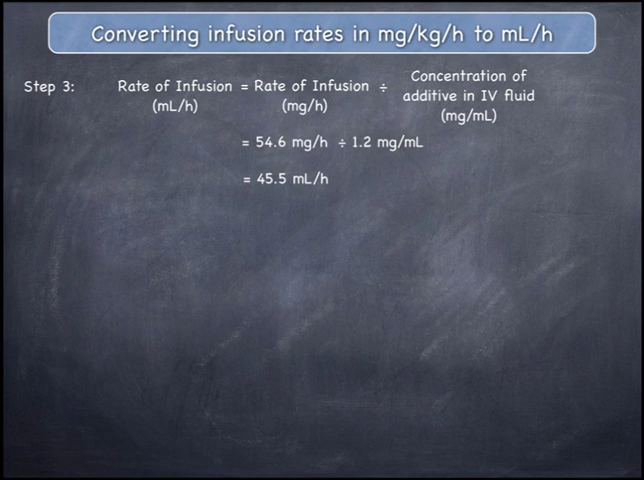 Converting infusion rates in mg/kg/h to mL/h
Step 3: Rate of Infusion = Rate of Infusion ÷ Concentration of additive in IV fluid
(mL/h) (mg/h) (mg/mL)
= 54.6 mg/h ÷ 1.2 mg/mL
= 45.5 mL/h